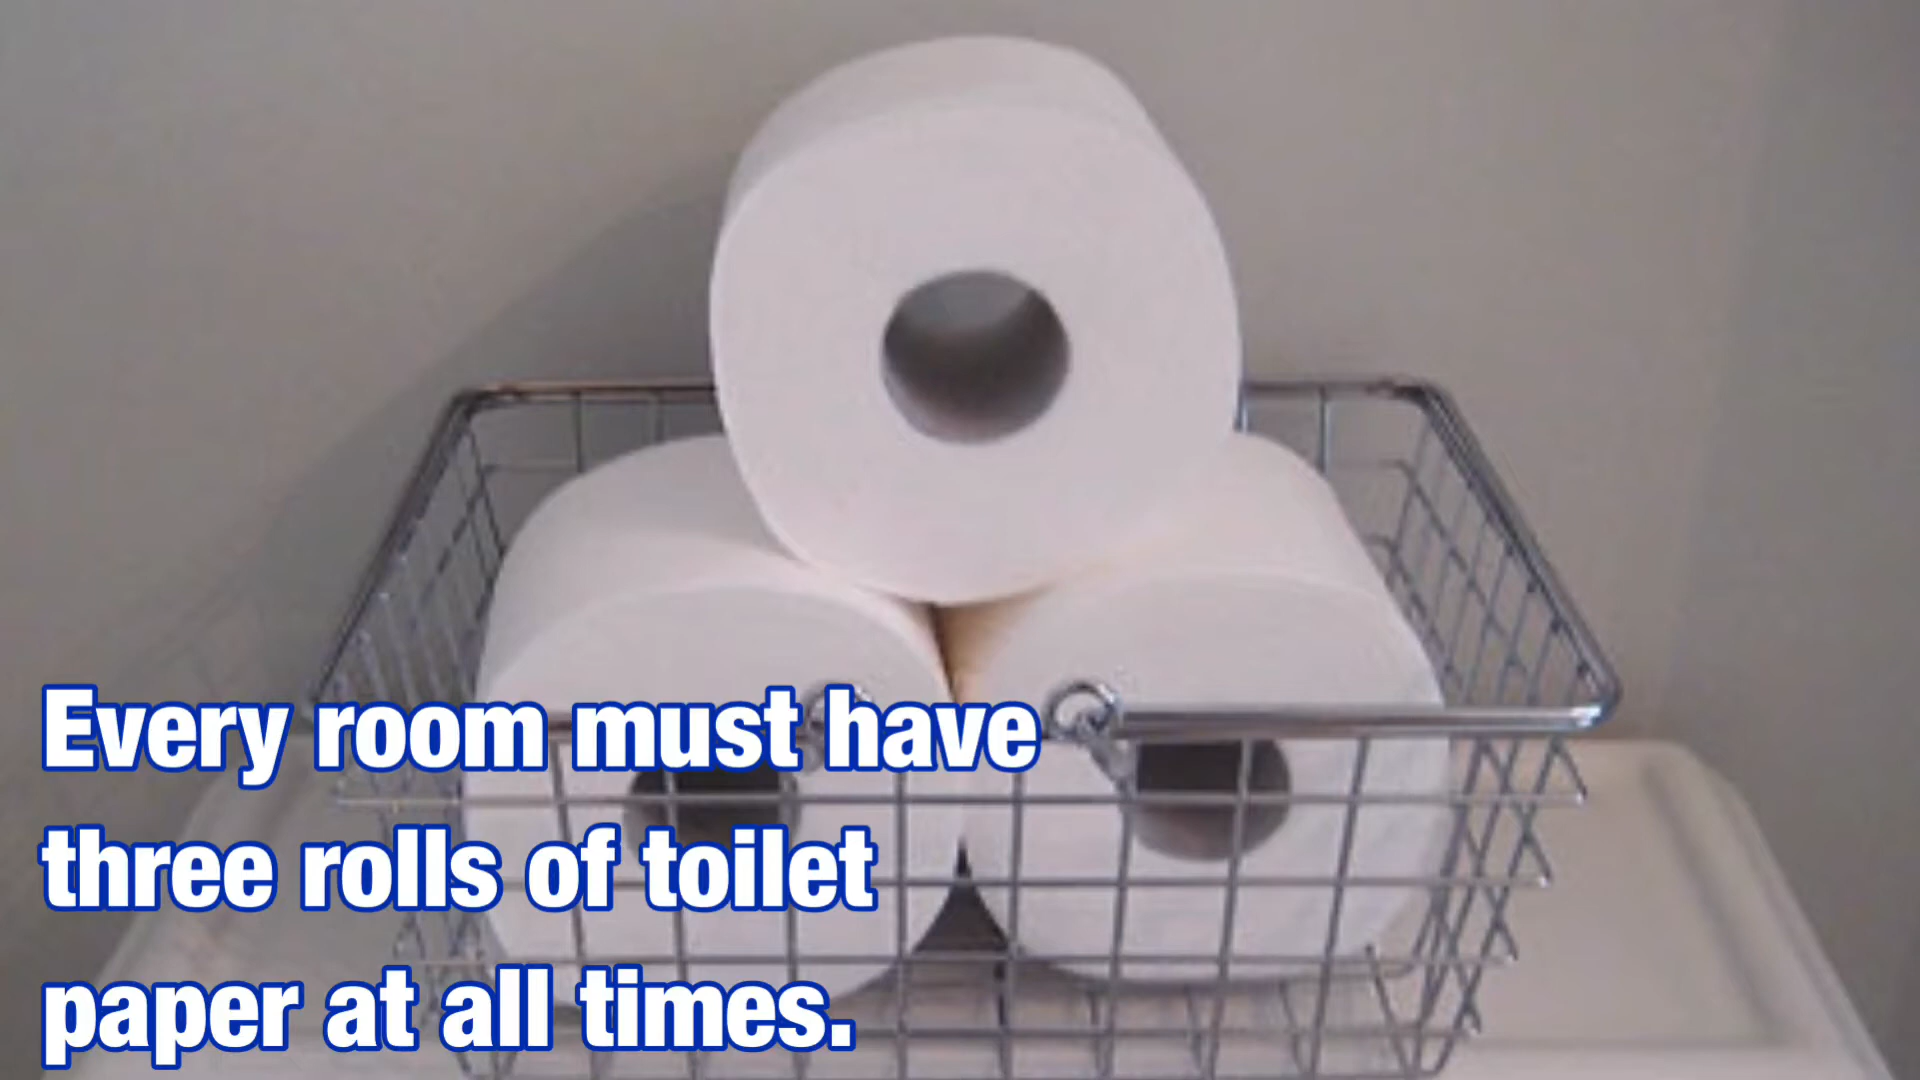 Every room must have
three rolls of toilet
paper at all times.